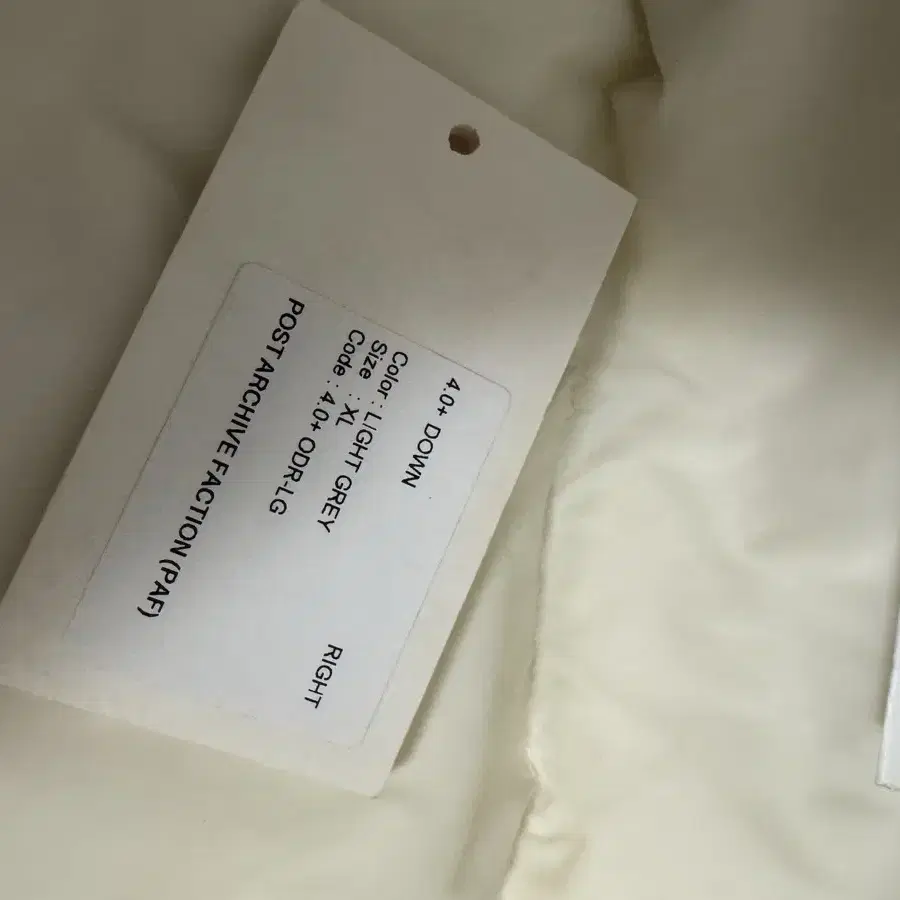 4.0+ DOWN RIGHT
Color : LIGHT GREY
Size : XL
Code : 4.0+ ODR-LG
POST ARCHIVE FACTION (PAF)